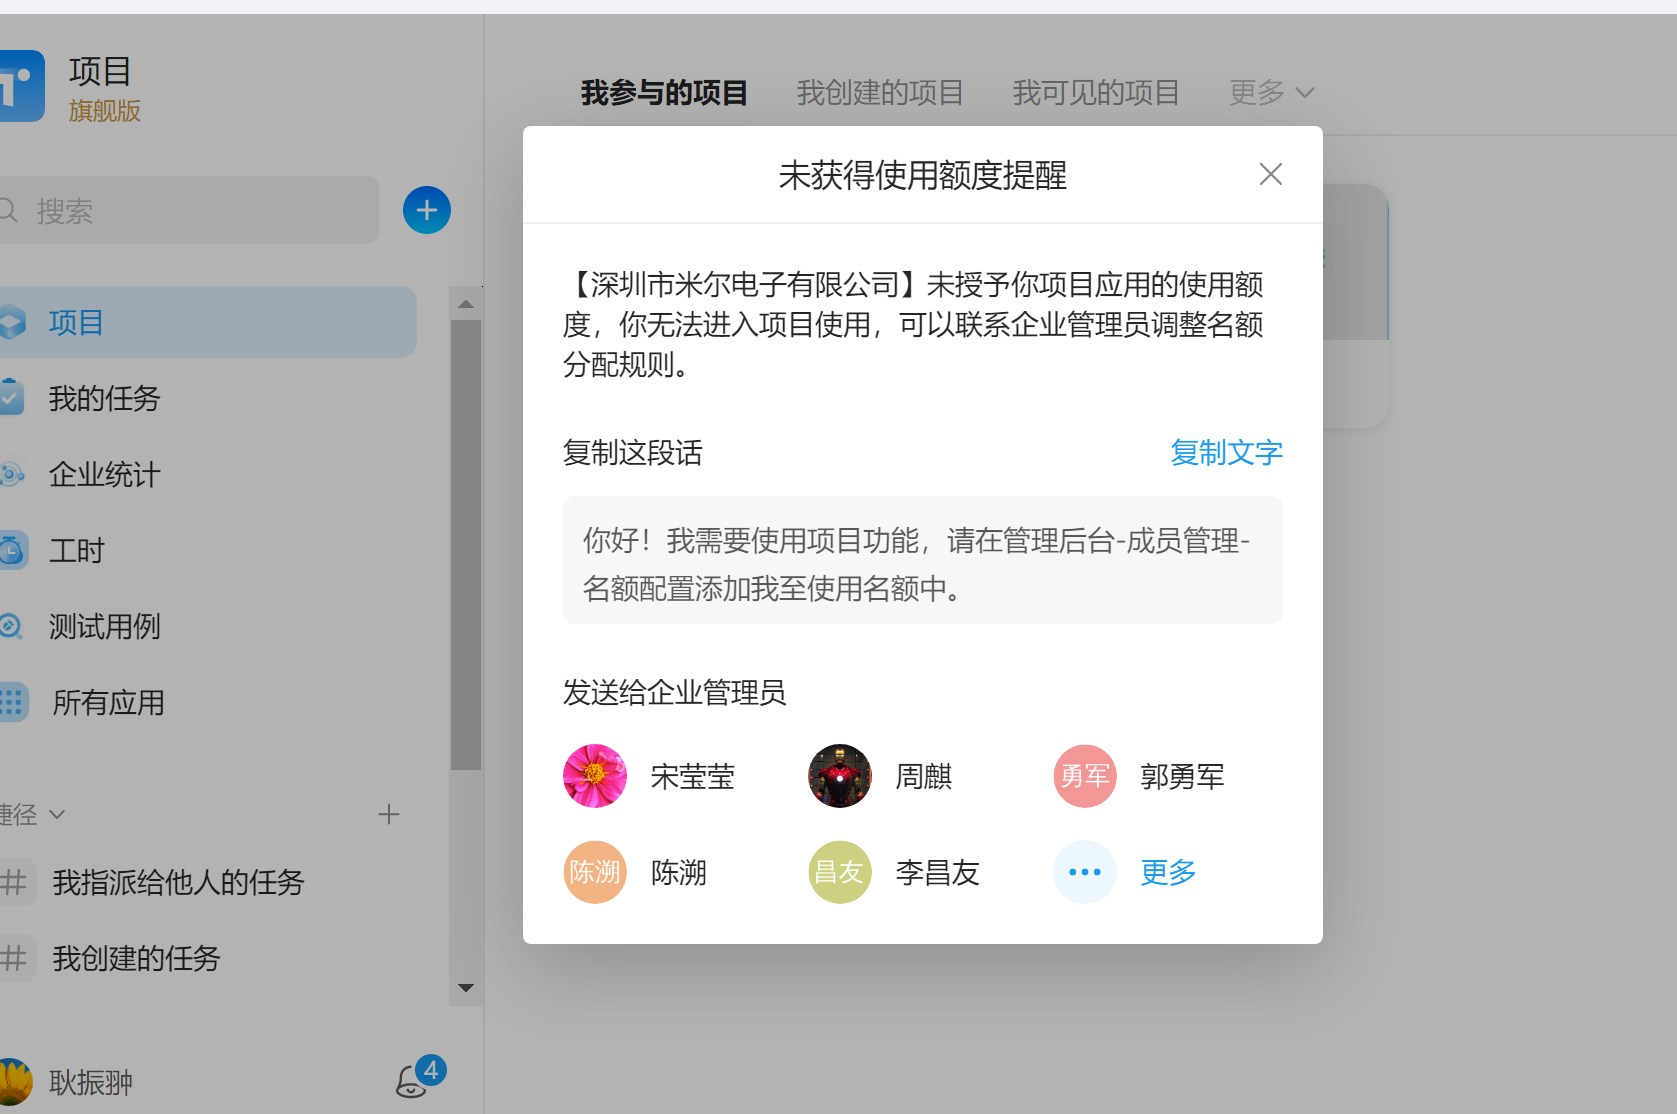 项目
旗舰版
搜索
项目
我的任务
企业统计
工时
测试用例
所有应用
捷径
我指派给他人的任务
我创建的任务
耿振翀
4
我参与的项目 我创建的项目 我可见的项目 更多
未获得使用额度提醒
【深圳市米尔电子有限公司】未授予你项目应用的使用额
度，你无法进入项目使用，可以联系企业管理员调整名额
分配规则。
复制这段话 复制文字
你好！我需要使用项目功能，请在管理后台-成员管理-
名额配置添加我至使用名额中。
发送给企业管理员
宋莹莹 周麒 勇军 郭勇军
陈溯 陈溯 昌友 李昌友 更多